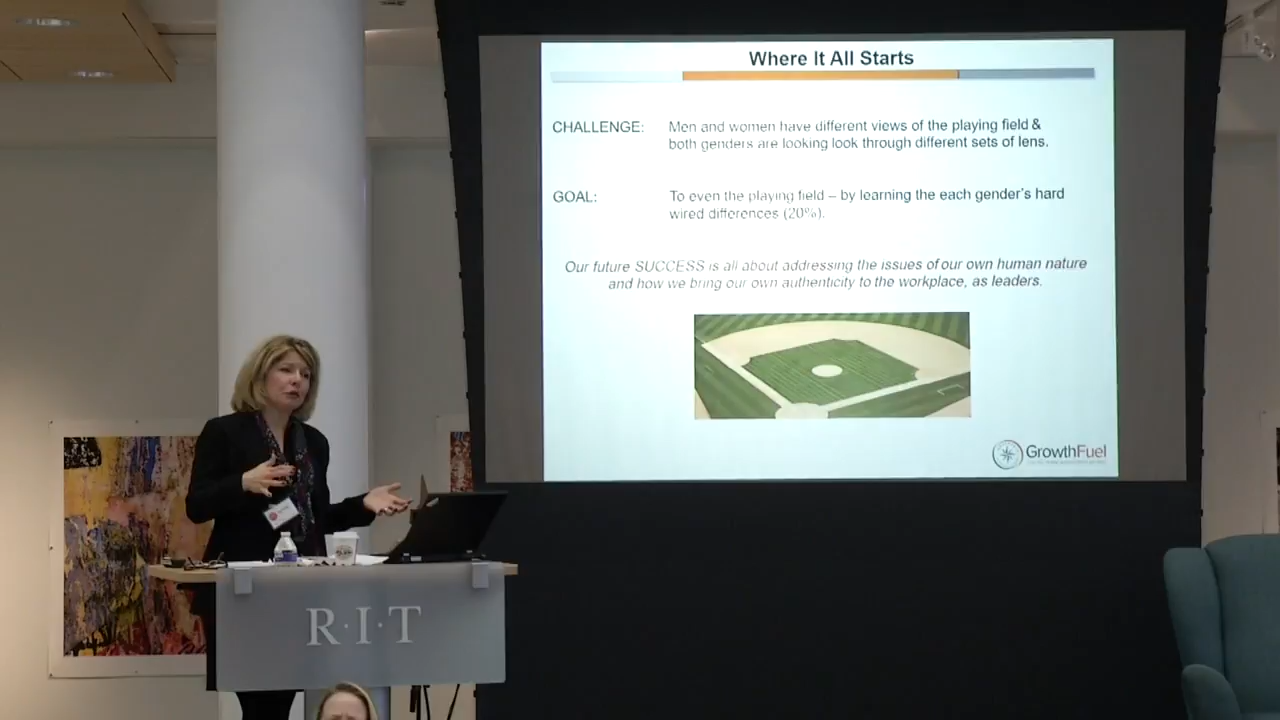 Where It All Starts
CHALLENGE: Men and women have different views of the playing field &
both genders are looking look through different sets of lens.
GOAL: To even the playing field – by learning the each gender's hard
wired differences (20%).
Our future SUCCESS is all about addressing the issues of our own human nature
and how we bring our own authenticity to the workplace, as leaders.
GrowthFuel
R·I·T